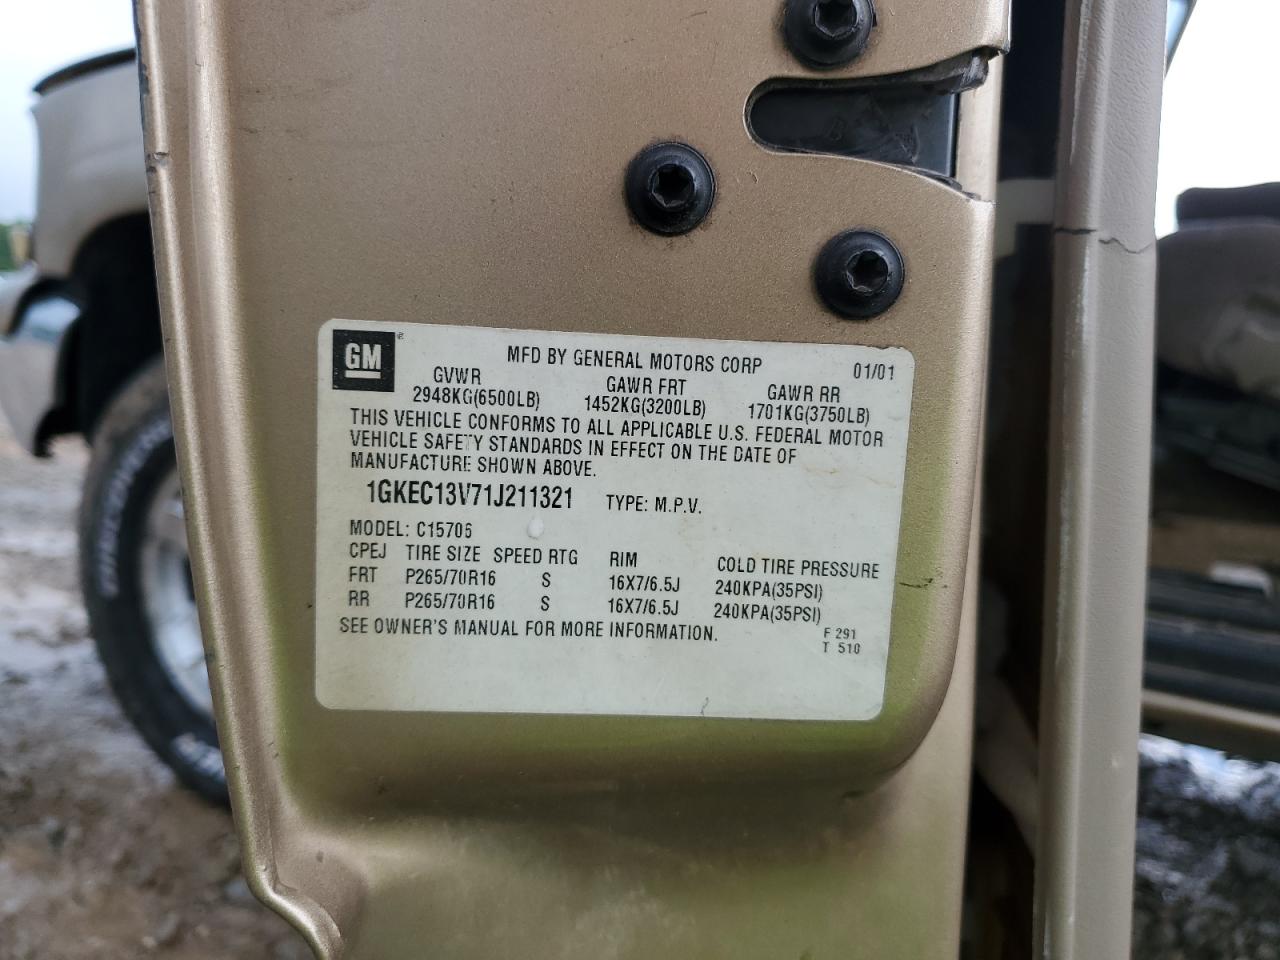 GM ®
MFD BY GENERAL MOTORS CORP 01/01
GVWR GAWR FRT GAWR RR
2948KG(6500LB) 1452KG(3200LB) 1701KG(3750LB)
THIS VEHICLE CONFORMS TO ALL APPLICABLE U.S. FEDERAL MOTOR
VEHICLE SAFETY STANDARDS IN EFFECT ON THE DATE OF
MANUFACTURE SHOWN ABOVE.
1GKEC13V71J211321 TYPE: M.P.V.
MODEL: C15706
CPEJ TIRE SIZE SPEED RTG RIM COLD TIRE PRESSURE
FRT P265/70R16 S 16X7/6.5J 240KPA(35PSI)
RR P265/70R16 S 16X7/6.5J 240KPA(35PSI)
SEE OWNER'S MANUAL FOR MORE INFORMATION.
F 291
T 510